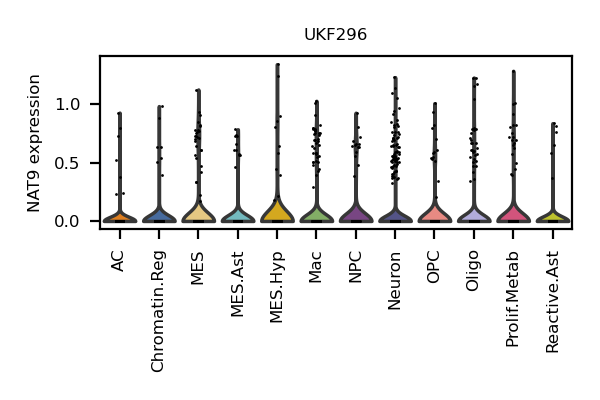 UKF296
NAT9 expression
1.0
0.5
0.0
AC
Chromatin.Reg
MES
MES.Ast
MES.Hyp
Mac
NPC
Neuron
OPC
Oligo
Prolif.Metab
Reactive.Ast